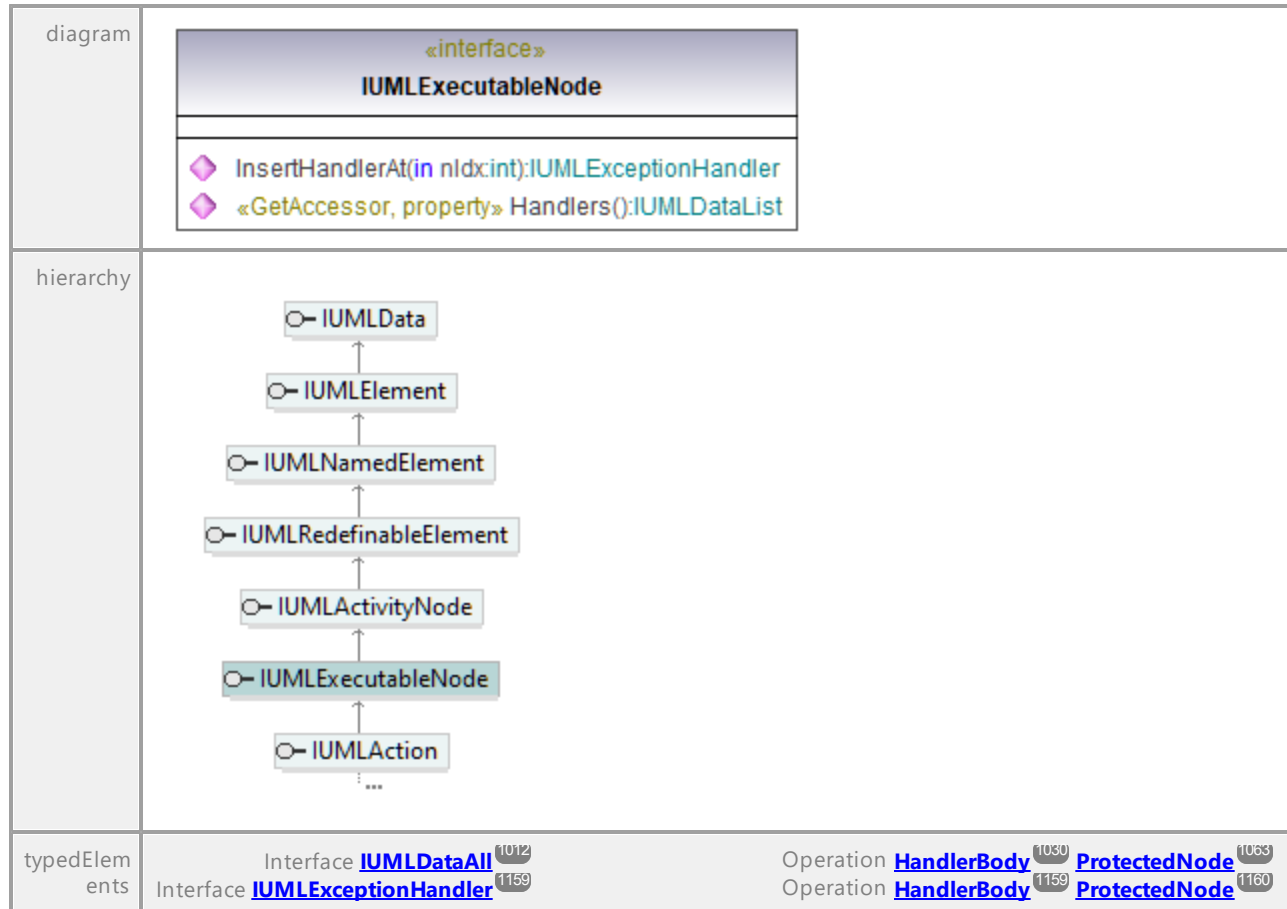 diagram
«interface»
IUMLExecutableNode
InsertHandlerAt(in nIdx:int):IUMLExceptionHandler
«GetAccessor, property» Handlers():IUMLDataList
hierarchy
IUMLData
IUMLElement
IUMLNamedElement
IUMLRedefinableElement
IUMLActivityNode
IUMLExecutableNode
IUMLAction
...
typedElem
ents
Interface IUMLDataAll 1012 Operation HandlerBody 1030 ProtectedNode 1063
Interface IUMLExceptionHandler 1159 Operation HandlerBody 1159 ProtectedNode 1160